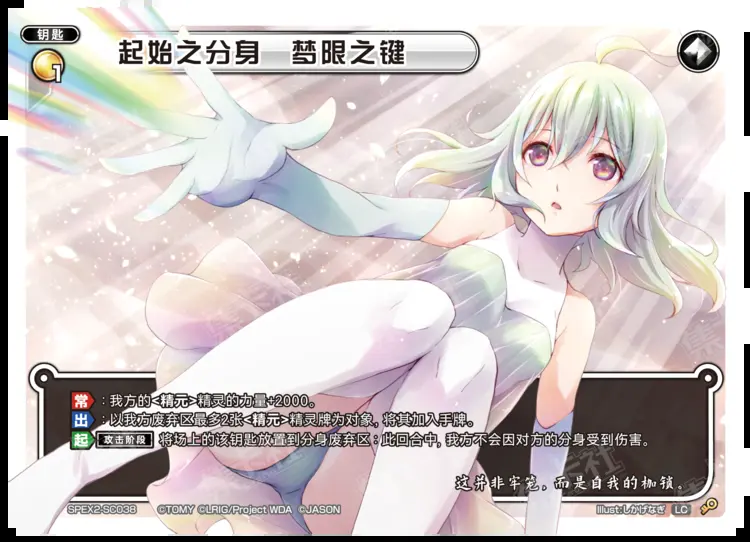 钥匙
1
起始之分身 梦限之键
常：我方的<精元>精灵的力量+2000。
出：以我方废弃区最多2张<精元>精灵牌为对象，将其加入手牌。
起 攻击阶段 将场上的该钥匙放置到分身废弃区：此回合中，我方不会因对方的分身受到伤害。
这并非牢笼，而是自我的枷锁。
SPEX2-SC038 ©TOMY ©LRIG/Project WDA ©JASON Illust:しかげなぎ LC